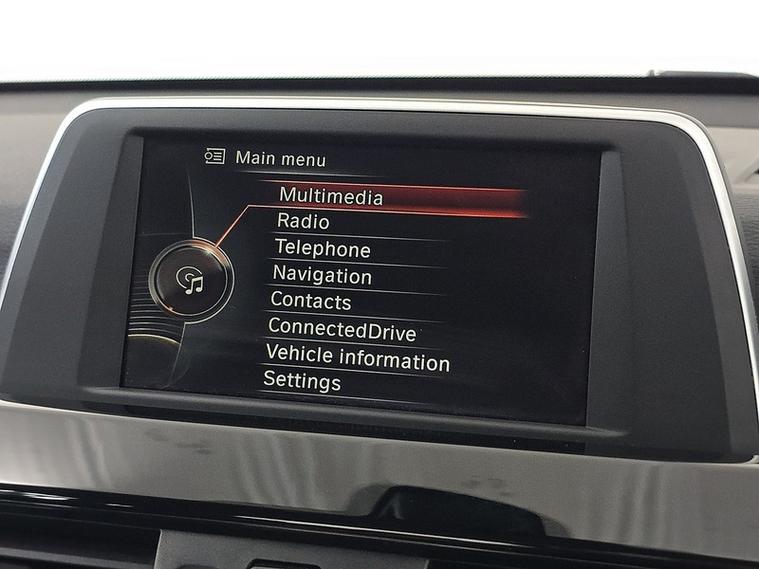 Main menu
Multimedia
Radio
Telephone
Navigation
Contacts
ConnectedDrive
Vehicle information
Settings